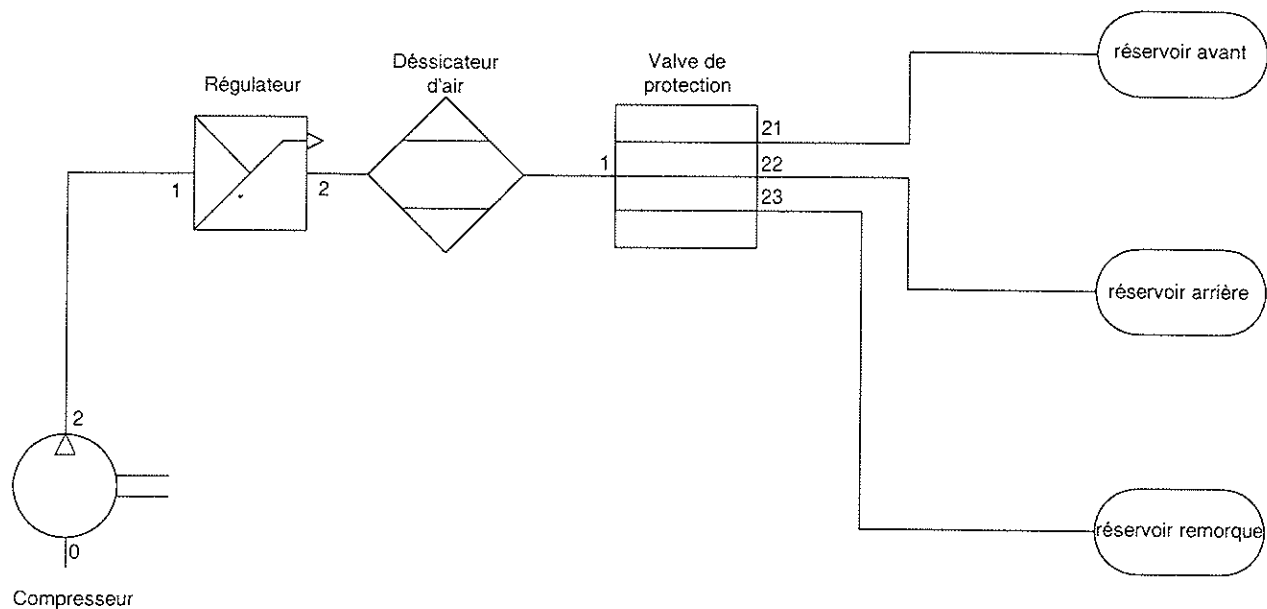 réservoir avant
Déssicateur
d'air
Valve de
protection
Régulateur
21
1
2
1
22
23
réservoir arrière
2
réservoir remorque
0
Compresseur